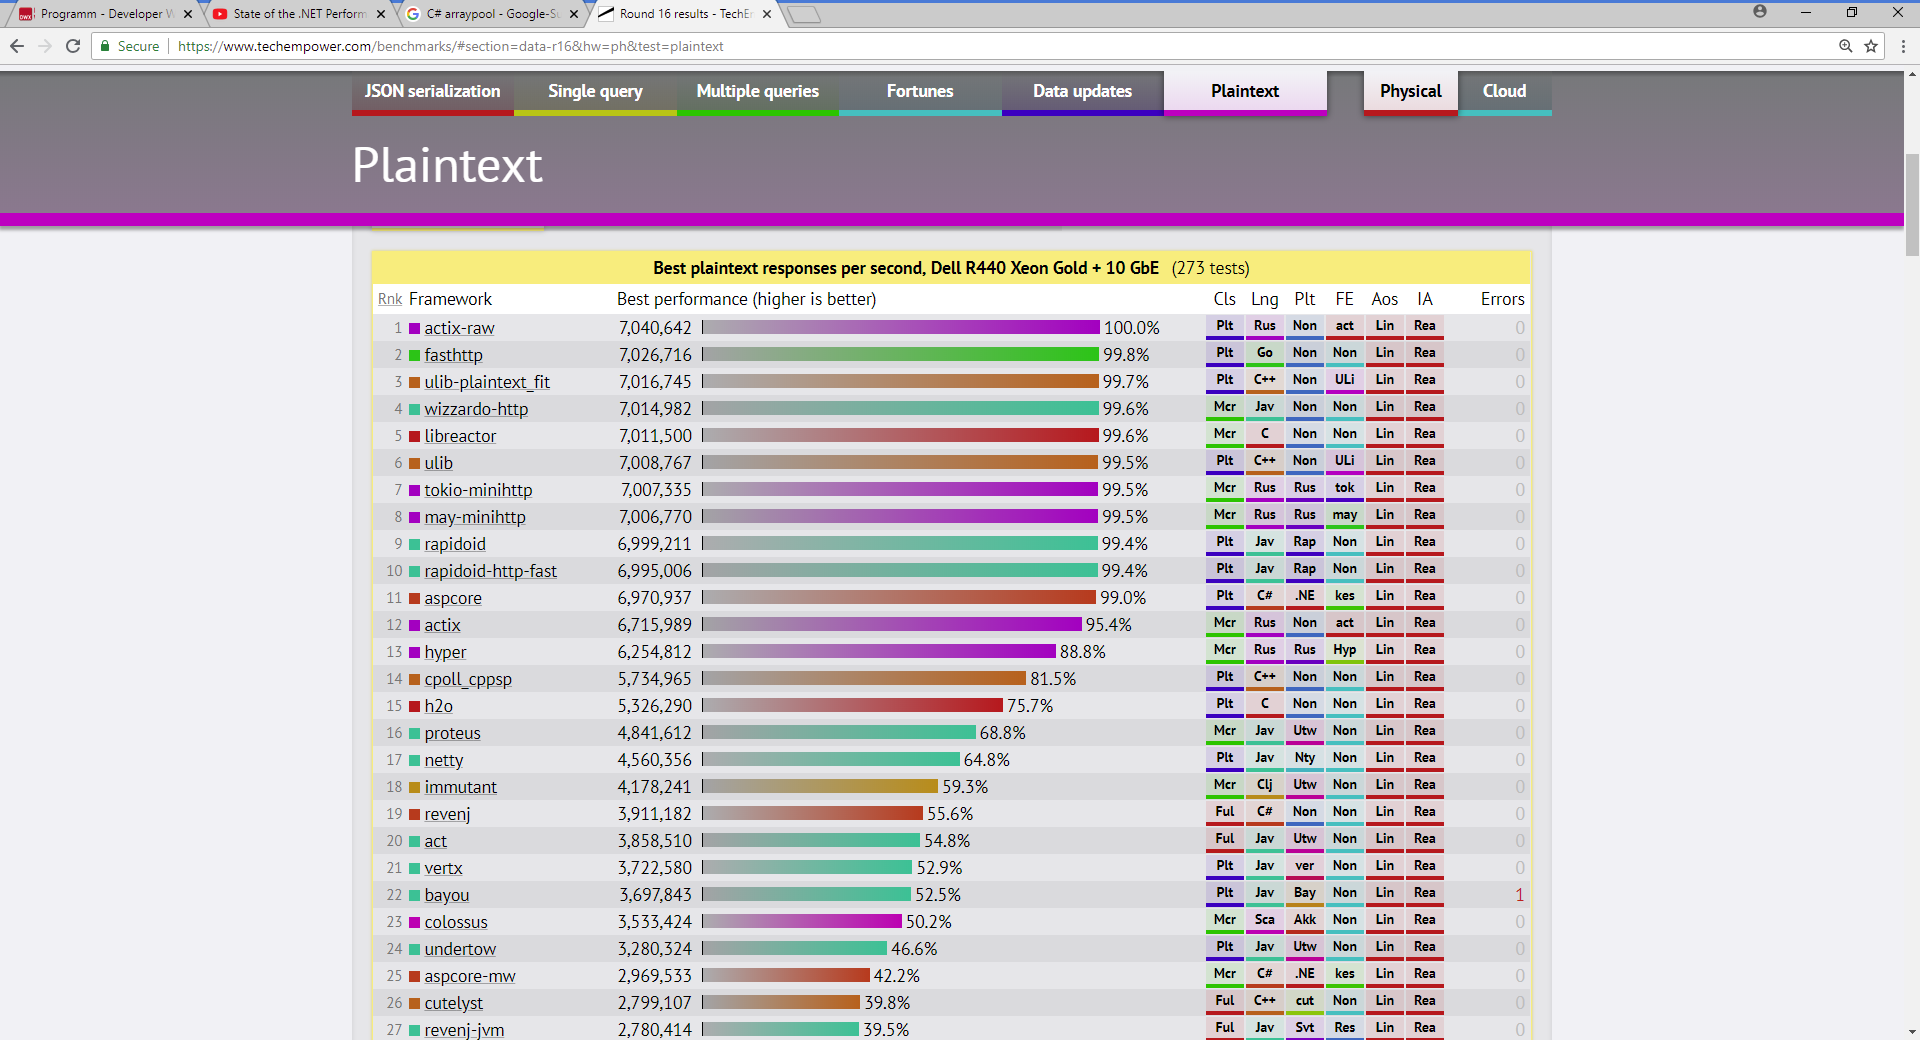 Programm - Developer W
State of the .NET Perform
C# arraypool - Google-Su
Round 16 results - TechEm
Secure https://www.techempower.com/benchmarks/#section=data-r16&hw=ph&test=plaintext
JSON serialization Single query Multiple queries Fortunes Data updates Plaintext Physical Cloud
Plaintext
Best plaintext responses per second, Dell R440 Xeon Gold + 10 GbE (273 tests)
Rnk Framework Best performance (higher is better) Cls Lng Plt FE Aos IA Errors
1 actix-raw 7,040,642 100.0% Plt Rus Non act Lin Rea 0
2 fasthttp 7,026,716 99.8% Plt Go Non Non Lin Rea 0
3 ulib-plaintext_fit 7,016,745 99.7% Plt C++ Non ULi Lin Rea 0
4 wizzardo-http 7,014,982 99.6% Mcr Jav Non Non Lin Rea 0
5 libreactor 7,011,500 99.6% Mcr C Non Non Lin Rea 0
6 ulib 7,008,767 99.5% Plt C++ Non ULi Lin Rea 0
7 tokio-minihttp 7,007,335 99.5% Mcr Rus Rus tok Lin Rea 0
8 may-minihttp 7,006,770 99.5% Mcr Rus Rus may Lin Rea 0
9 rapidoid 6,999,211 99.4% Plt Jav Rap Non Lin Rea 0
10 rapidoid-http-fast 6,995,006 99.4% Plt Jav Rap Non Lin Rea 0
11 aspcore 6,970,937 99.0% Plt C# .NE kes Lin Rea 0
12 actix 6,715,989 95.4% Mcr Rus Non act Lin Rea 0
13 hyper 6,254,812 88.8% Mcr Rus Rus Hyp Lin Rea 0
14 cpoll_cppsp 5,734,965 81.5% Plt C++ Non Non Lin Rea 0
15 h2o 5,326,290 75.7% Plt C Non Non Lin Rea 0
16 proteus 4,841,612 68.8% Mcr Jav Utw Non Lin Rea 0
17 netty 4,560,356 64.8% Plt Jav Nty Non Lin Rea 0
18 immutant 4,178,241 59.3% Mcr Clj Utw Non Lin Rea 0
19 revenj 3,911,182 55.6% Ful C# Non Non Lin Rea 0
20 act 3,858,510 54.8% Ful Jav Utw Non Lin Rea 0
21 vertx 3,722,580 52.9% Plt Jav ver Non Lin Rea 0
22 bayou 3,697,843 52.5% Plt Jav Bay Non Lin Rea 1
23 colossus 3,533,424 50.2% Mcr Sca Akk Non Lin Rea 0
24 undertow 3,280,324 46.6% Plt Jav Utw Non Lin Rea 0
25 aspcore-mw 2,969,533 42.2% Mcr C# .NE kes Lin Rea 0
26 cutelyst 2,799,107 39.8% Ful C++ cut Non Lin Rea 0
27 revenj-jvm 2,780,414 39.5% Ful Jav Svt Res Lin Rea 0